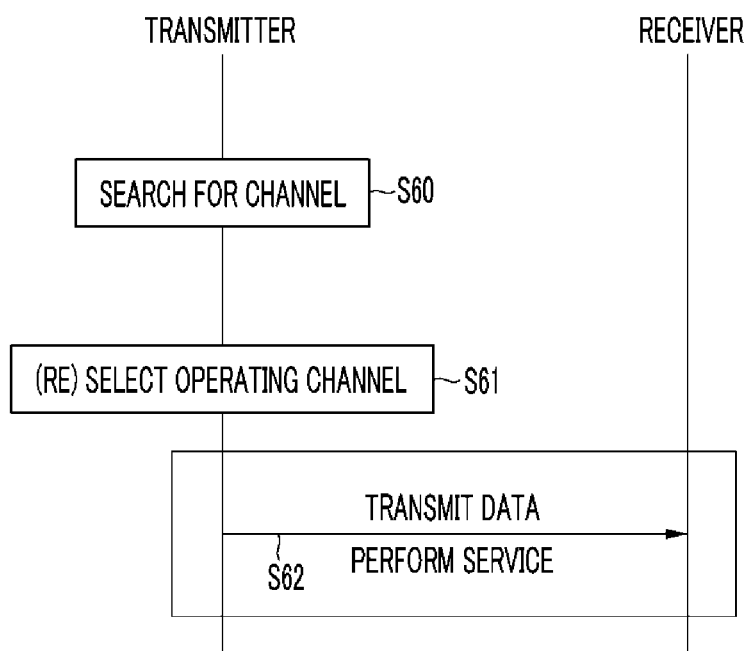 TRANSMITTER
RECEIVER
SEARCH FOR CHANNEL
S60
(RE) SELECT OPERATING CHANNEL
S61
TRANSMIT DATA
S62
PERFORM SERVICE